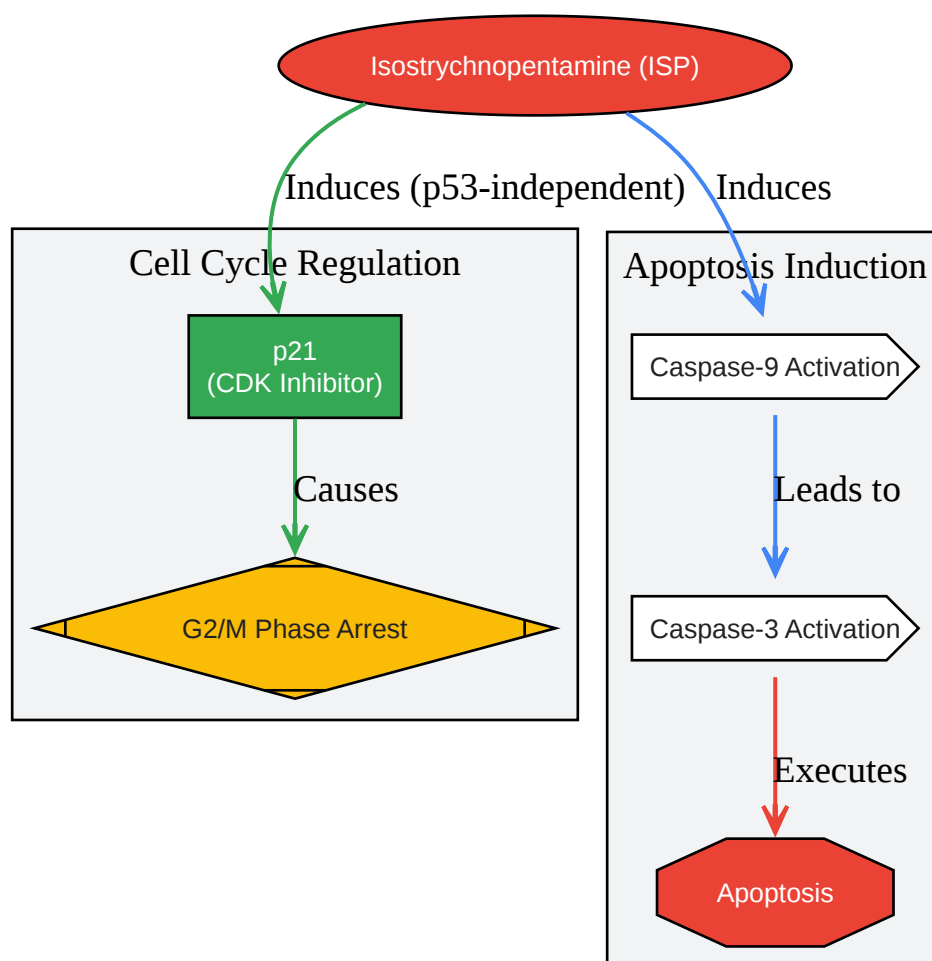 Isostrychnopentamine (ISP)
Induces (p53-independent)
Induces
Cell Cycle Regulation
Apoptosis Induction
p21
(CDK Inhibitor)
Caspase-9 Activation
Causes
Leads to
G2/M Phase Arrest
Caspase-3 Activation
Executes
Apoptosis